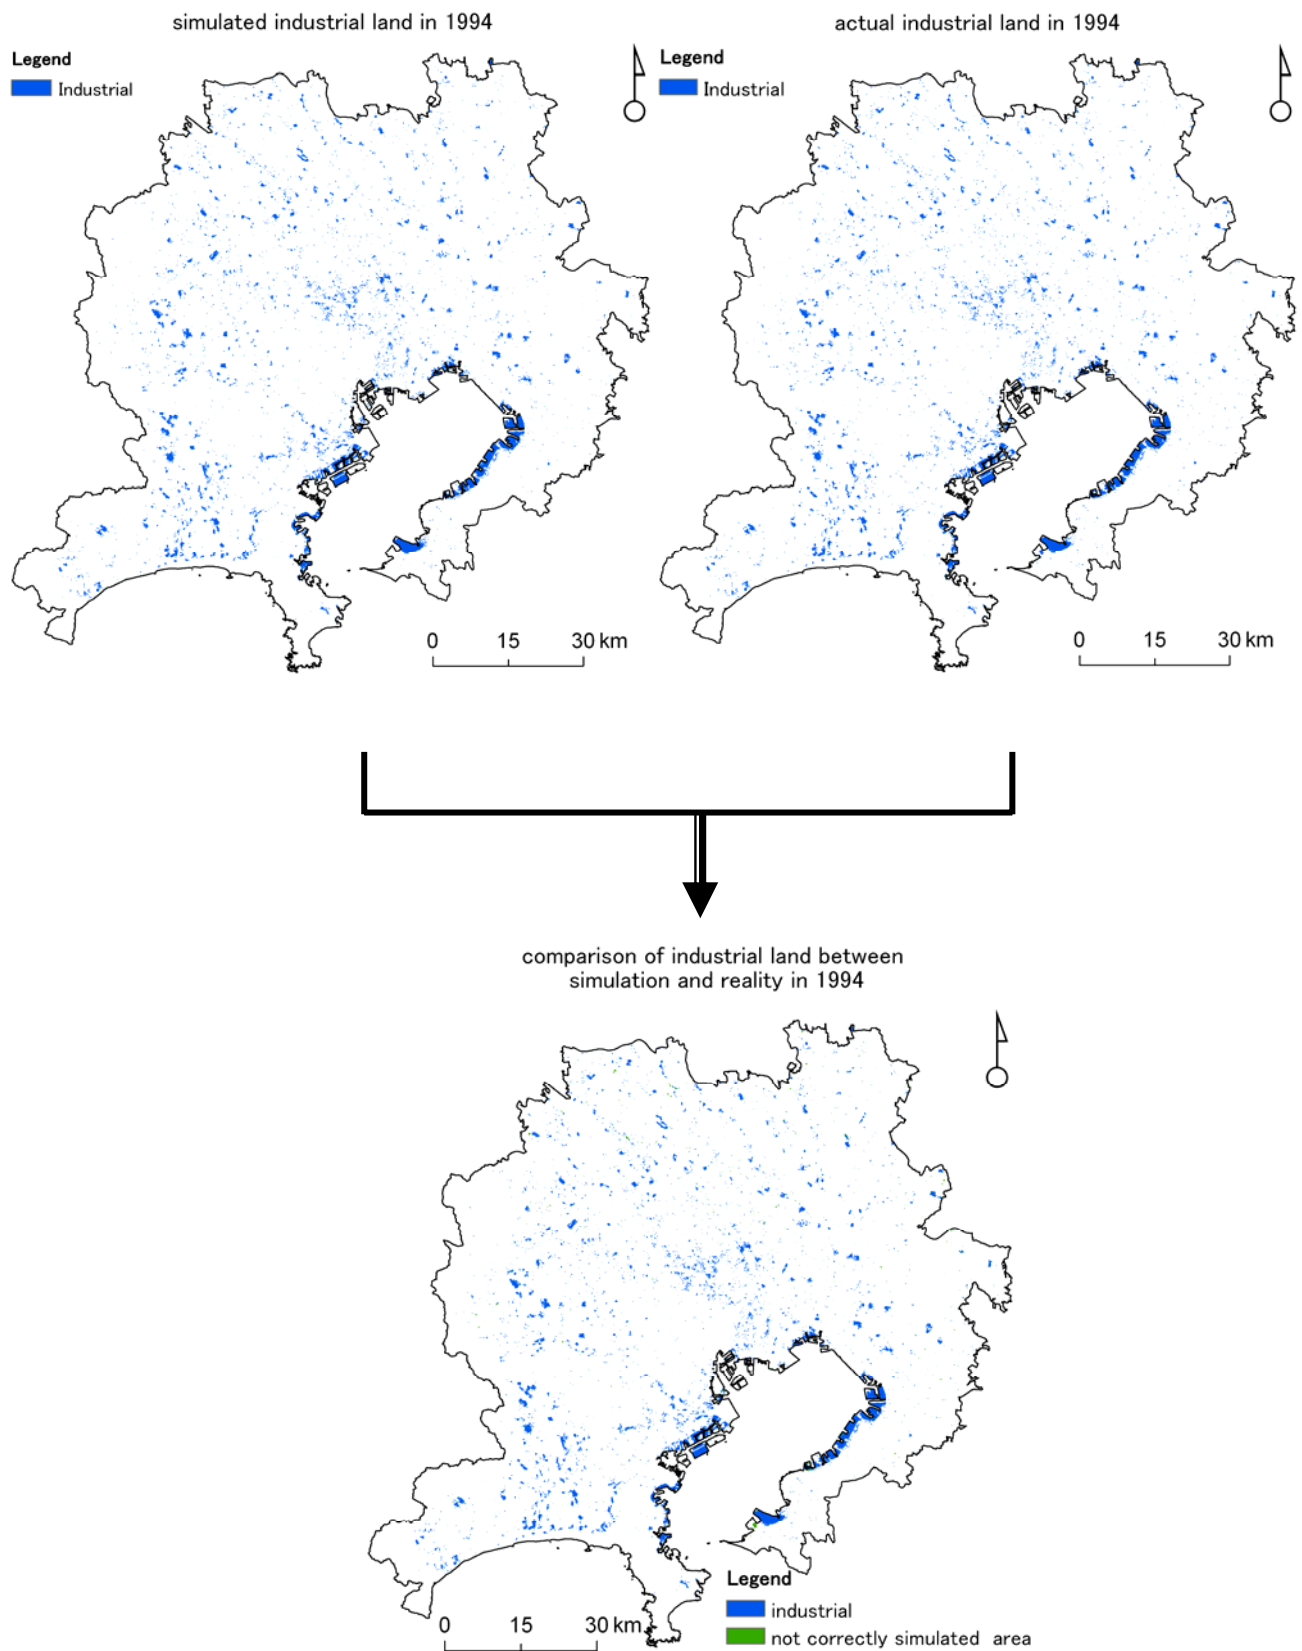 simulated industrial land in 1994
Legend
Industrial
0 15 30 km
actual industrial land in 1994
Legend
Industrial
0 15 30 km
comparison of industrial land between
simulation and reality in 1994
Legend
industrial
not correctly simulated area
0 15 30 km